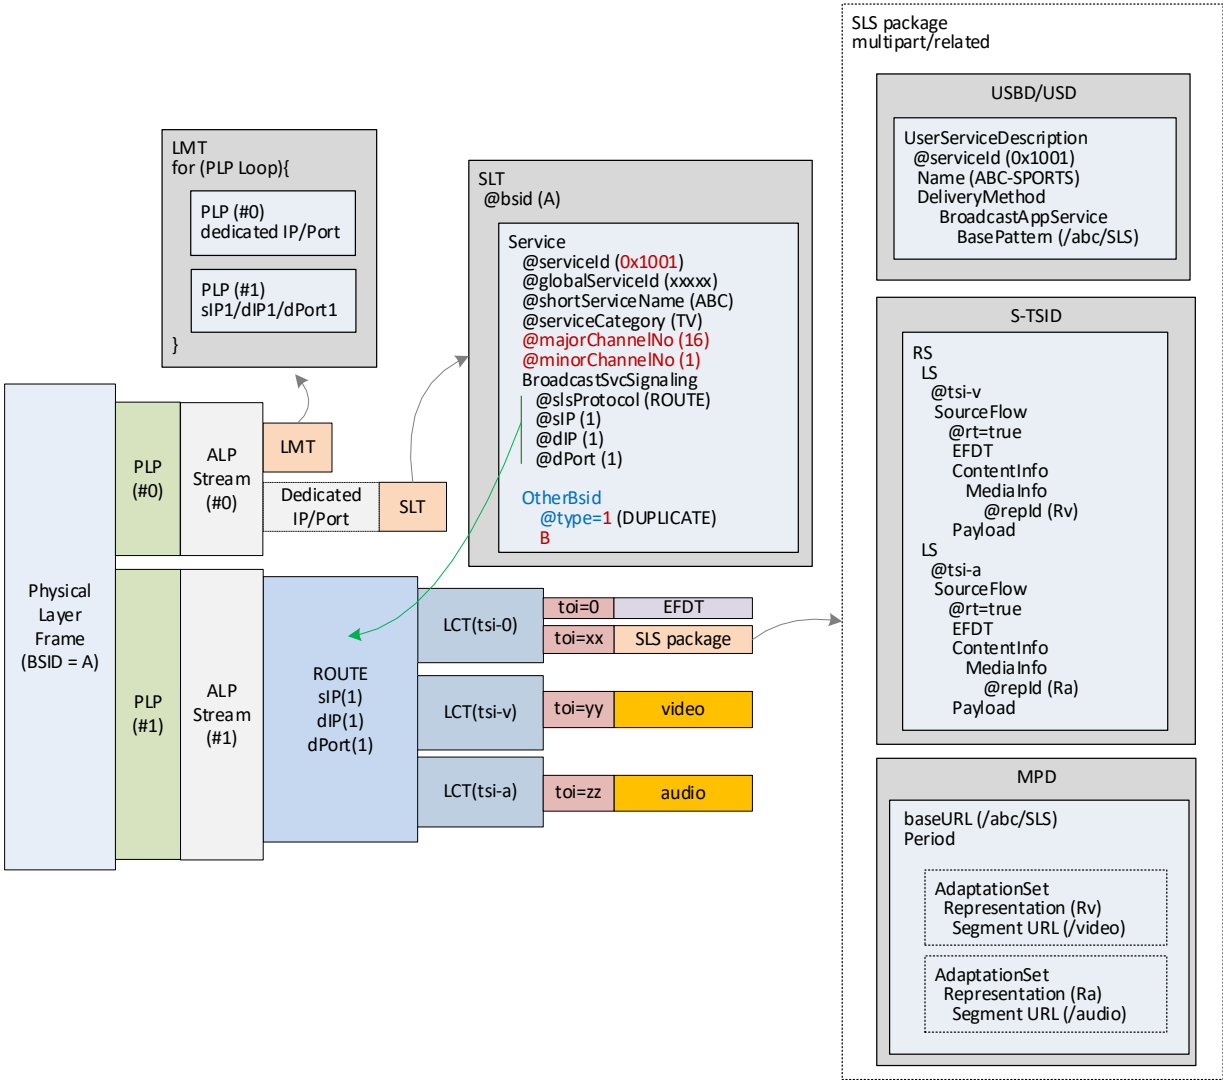 SLS package
multipart/related
USBD/USD
UserServiceDescription
@serviceId (0x1001)
Name (ABC-SPORTS)
DeliveryMethod
BroadcastAppService
BasePattern (/abc/SLS)
LMT
for (PLP Loop){
PLP (#0)
dedicated IP/Port
PLP (#1)
sIP1/dIP1/dPort1
}
SLT
@bsid (A)
Service
@serviceId (0x1001)
@globalServiceId (xxxxx)
@shortServiceName (ABC)
@serviceCategory (TV)
@majorChannelNo (16)
@minorChannelNo (1)
BroadcastSvcSignaling
@slsProtocol (ROUTE)
@sIP (1)
@dIP (1)
@dPort (1)
OtherBsid
@type=1 (DUPLICATE)
B
S-TSID
RS
LS
@tsi-v
SourceFlow
@rt=true
EFDT
ContentInfo
MediaInfo
@repId (Rv)
Payload
LS
@tsi-a
SourceFlow
@rt=true
EFDT
ContentInfo
MediaInfo
@repId (Ra)
Payload
Physical
Layer
Frame
(BSID = A)
PLP
(#0)
ALP
Stream
(#0)
LMT
Dedicated
IP/Port
SLT
PLP
(#1)
ALP
Stream
(#1)
ROUTE
sIP(1)
dIP(1)
dPort(1)
LCT(tsi-0)
toi=0
EFDT
toi=xx
SLS package
LCT(tsi-v)
toi=yy
video
LCT(tsi-a)
toi=zz
audio
MPD
baseURL (/abc/SLS)
Period
AdaptationSet
Representation (Rv)
Segment URL (/video)
AdaptationSet
Representation (Ra)
Segment URL (/audio)